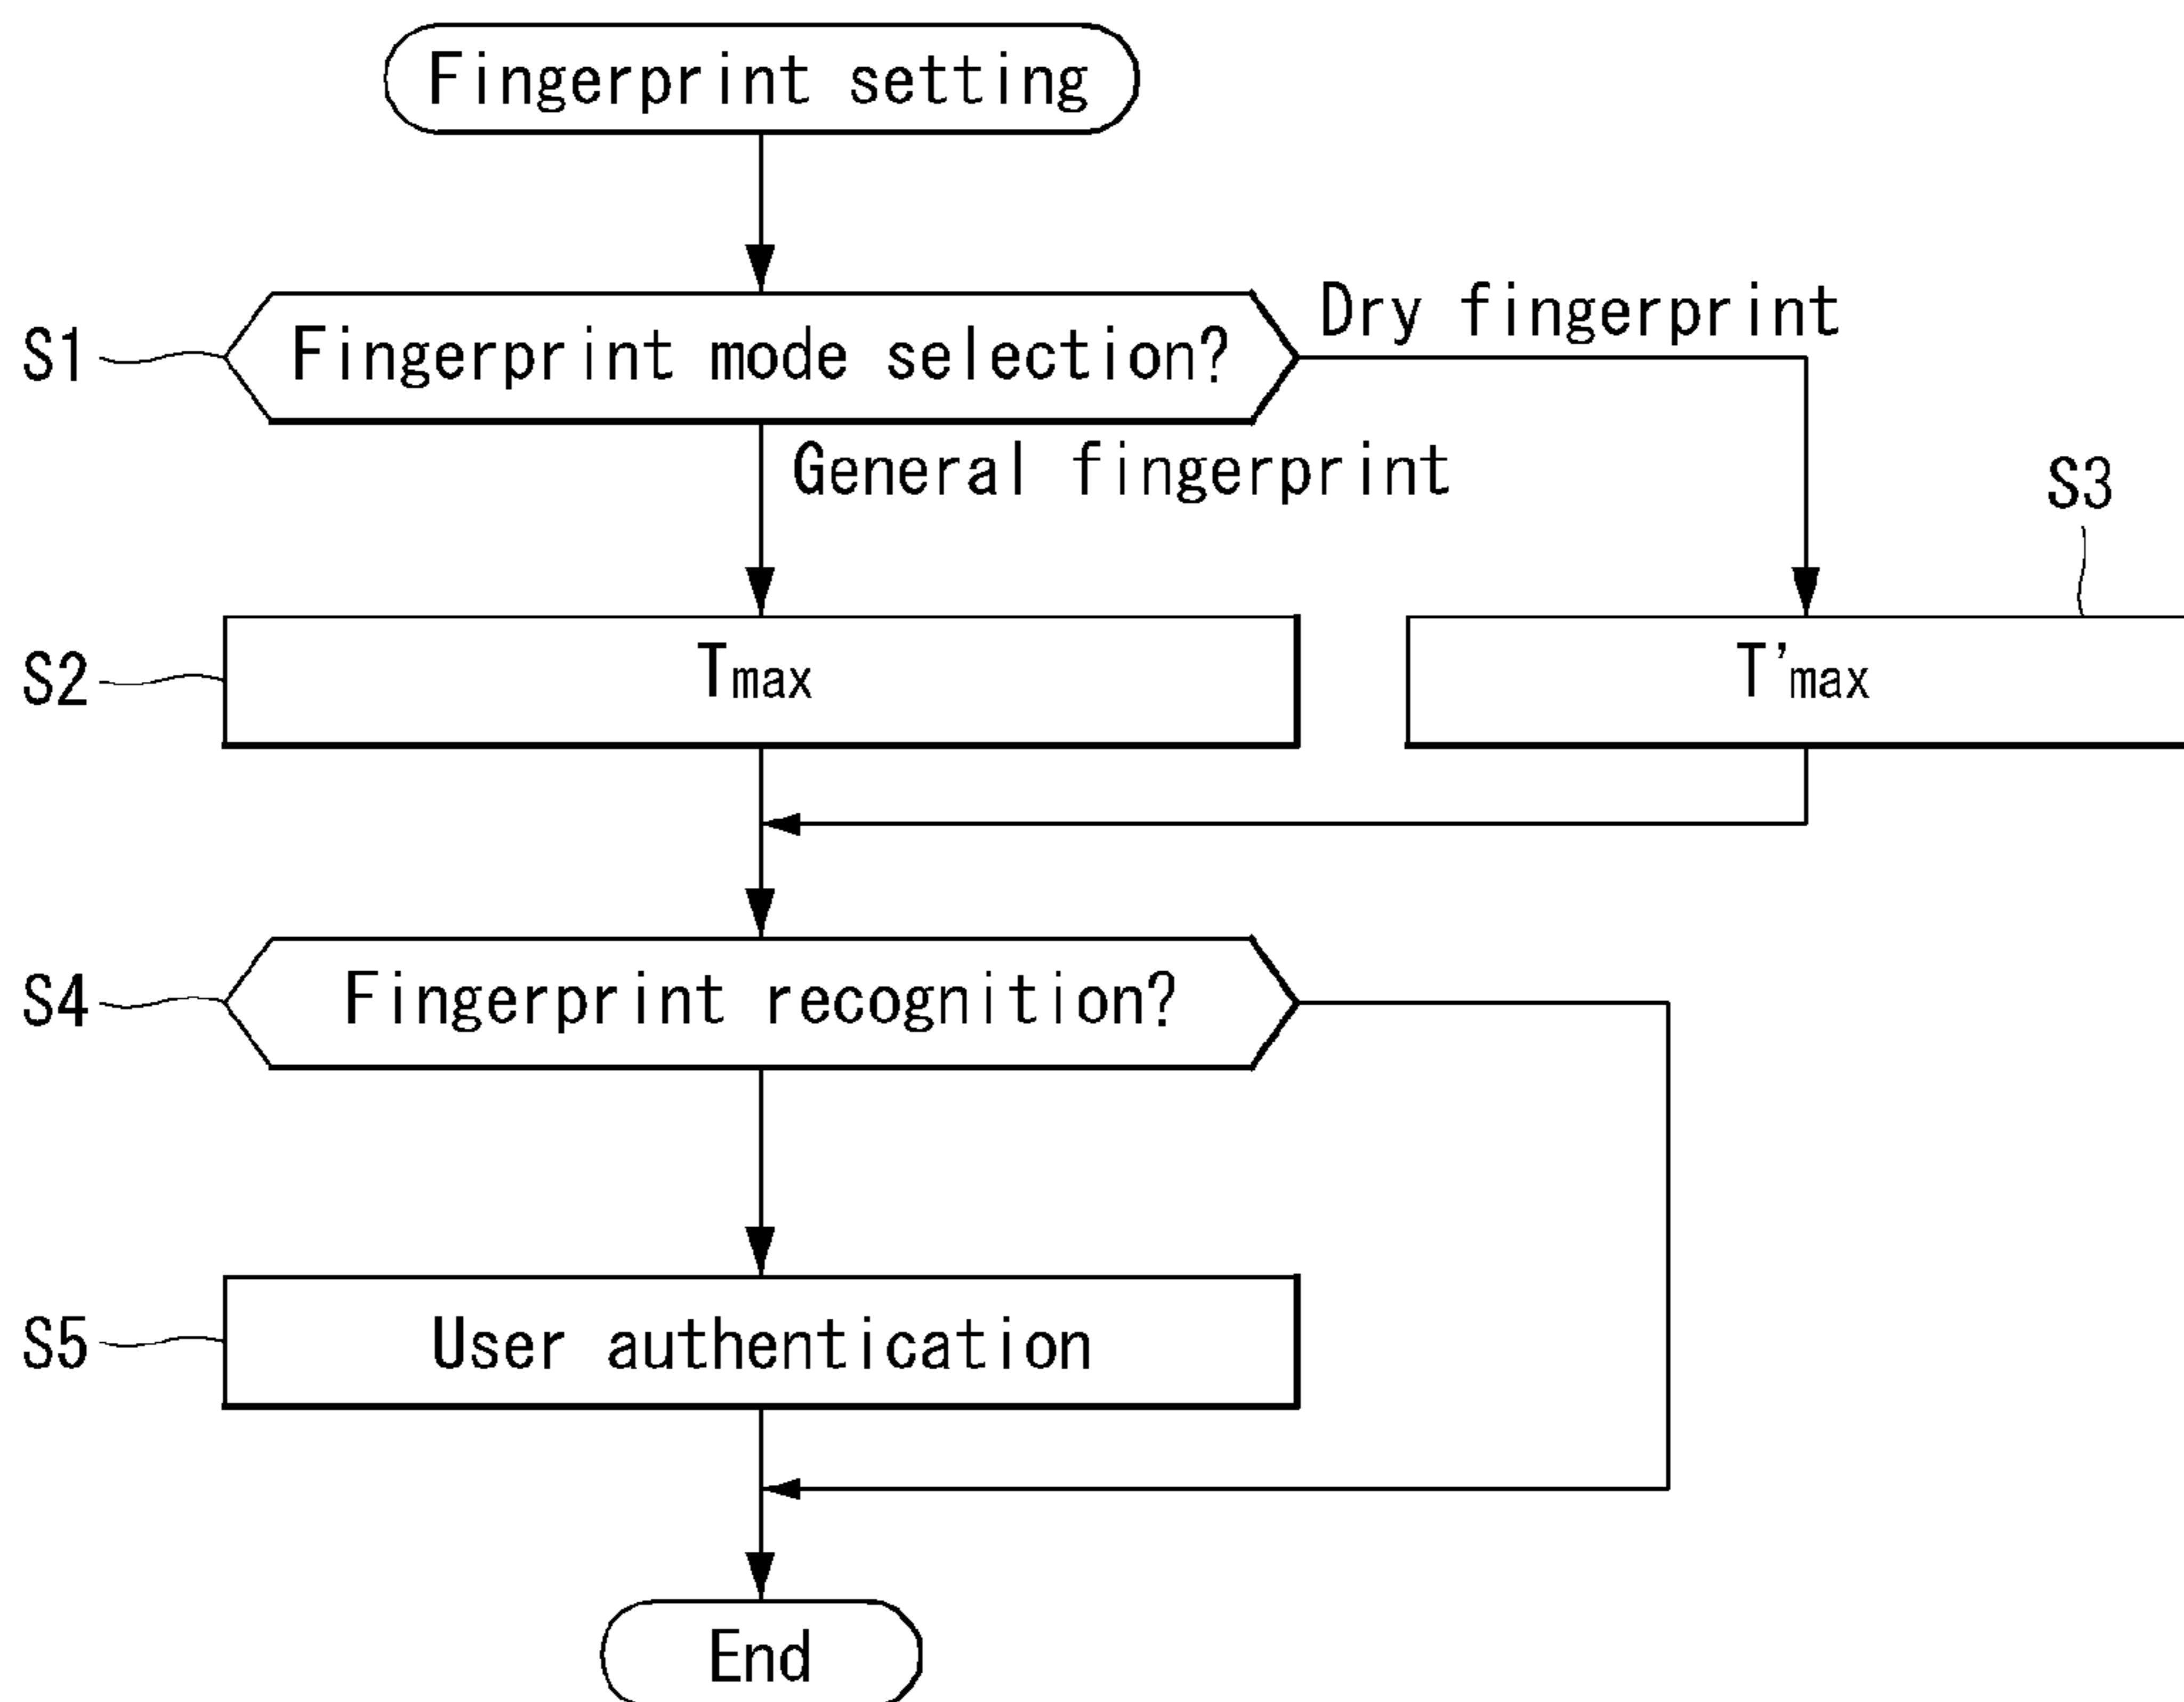 Fingerprint setting
Dry fingerprint
S1
Fingerprint mode selection?
General fingerprint
S3
S2
Tmax
T'max
S4
Fingerprint recognition?
S5
User authentication
End